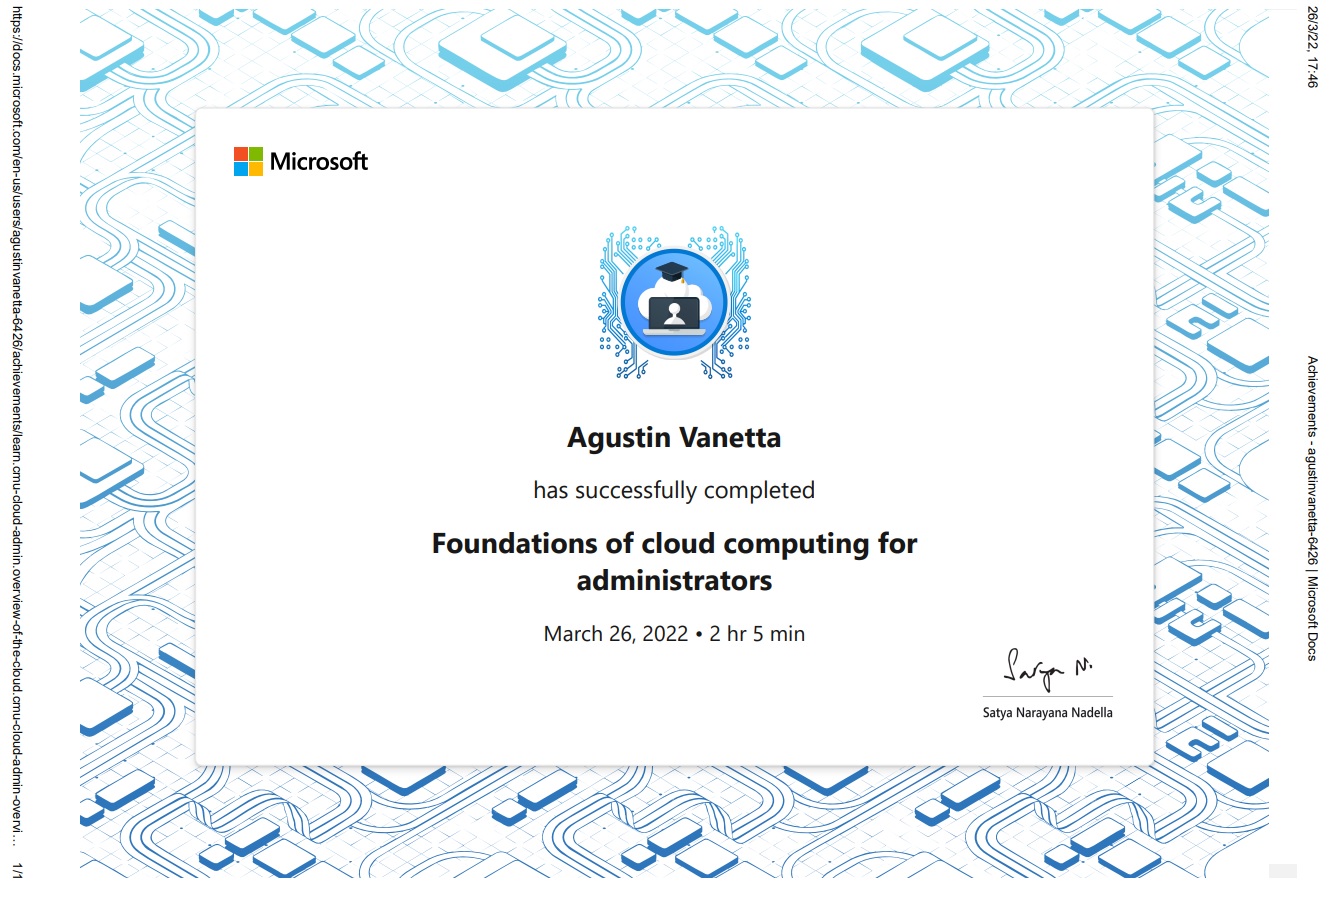 26/3/22, 17:46
Achievements - agustinvanetta-6426 | Microsoft Docs
Microsoft
Agustin Vanetta
has successfully completed
Foundations of cloud computing for
administrators
March 26, 2022 • 2 hr 5 min
Satya N.
Satya Narayana Nadella
https://docs.microsoft.com/en-us/users/agustinvanetta-6426/achievements/learn.cmu-cloud-admin.overview-of-the-cloud.cmu-cloud-admin-overvi…
1/1